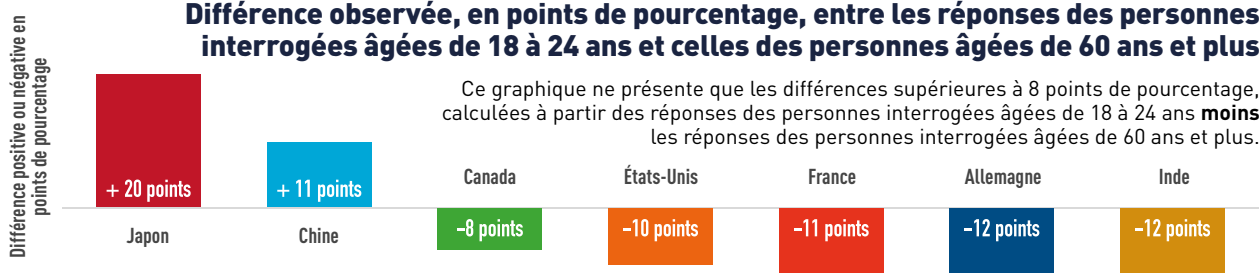 Différence observée, en points de pourcentage, entre les réponses des personnes
interrogées âgées de 18 à 24 ans et celles des personnes âgées de 60 ans et plus
Ce graphique ne présente que les différences supérieures à 8 points de pourcentage,
calculées à partir des réponses des personnes interrogées âgées de 18 à 24 ans moins
les réponses des personnes interrogées âgées de 60 ans et plus.
Différence positive ou négative en
points de pourcentage
+ 20 points
Japon
+ 11 points
Chine
Canada
−8 points
États-Unis
−10 points
France
−11 points
Allemagne
−12 points
Inde
−12 points